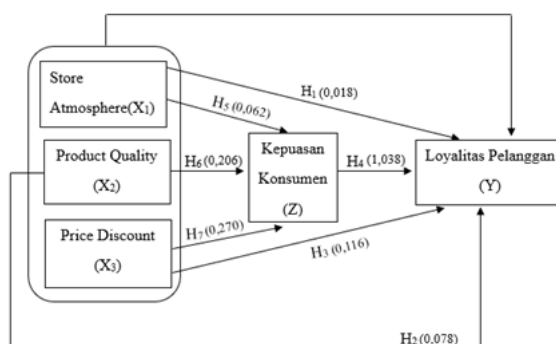 Store
Atmosphere(X1)
H1 (0,018)
H5 (0,062)
Product Quality
(X2)
H6 (0,206)
Kepuasan
Konsumen
(Z)
H4 (1,038)
Loyalitas Pelanggan
(Y)
Price Discount
(X3)
H7 (0,270)
H3 (0,116)
H2 (0,078)